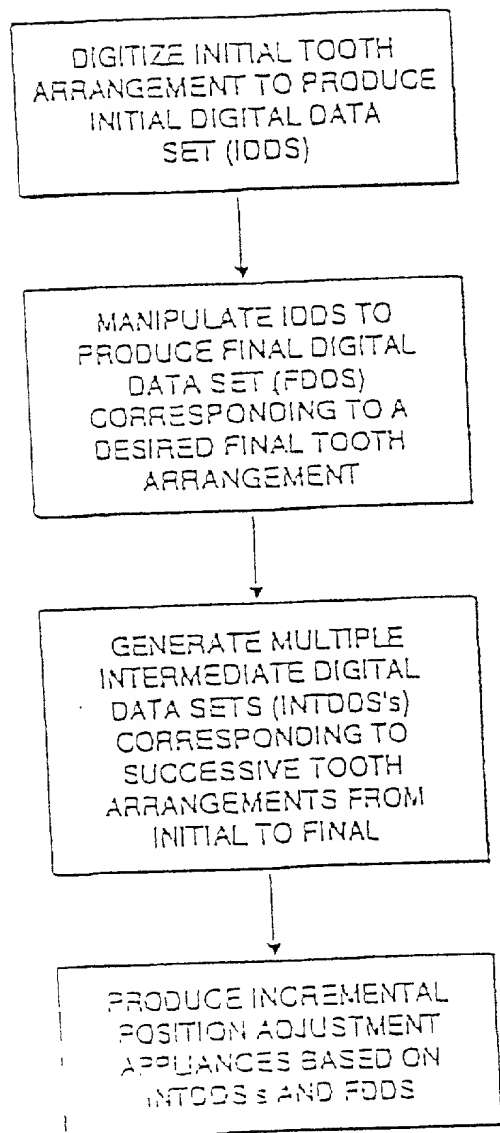 DIGITIZE INITIAL TOOTH
ARRANGEMENT TO PRODUCE
INITIAL DIGITAL DATA
SET (IDDS)
MANIPULATE IDDS TO
PRODUCE FINAL DIGITAL
DATA SET (FDDS)
CORRESPONDING TO A
DESIRED FINAL TOOTH
ARRANGEMENT
GENERATE MULTIPLE
INTERMEDIATE DIGITAL
DATA SETS (INTDDS's)
CORRESPONDING TO
SUCCESSIVE TOOTH
ARRANGEMENTS FROM
INITIAL TO FINAL
PRODUCE INCREMENTAL
POSITION ADJUSTMENT
APPLIANCES BASED ON
INTDDS's AND FDDS